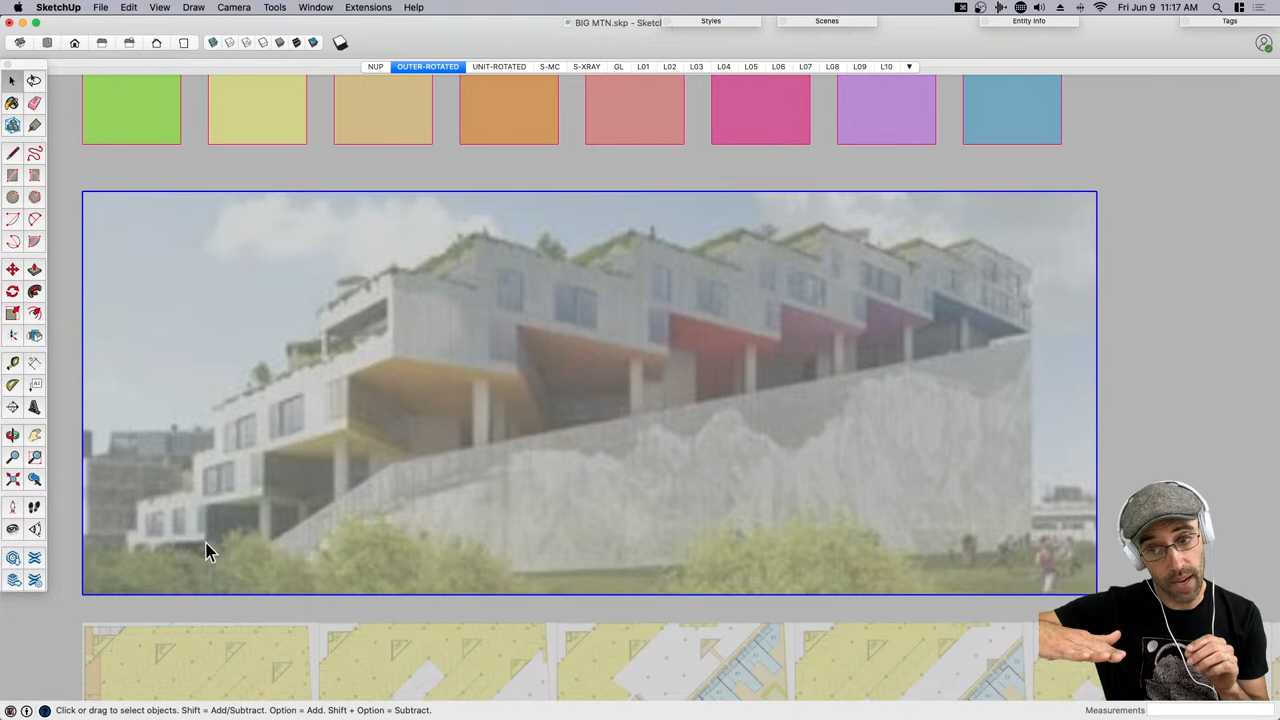 SketchUp File Edit View Draw Camera Tools Window Extensions Help Fri Jun 9 11:17 AM
BIG MTN.skp - Sketc Styles Scenes Entity Info Tags
NUP OUTER-ROTATED UNIT-ROTATED S-MC S-XRAY GL L01 L02 L03 L04 L05 L06 L07 L08 L09 L10
Click or drag to select objects. Shift = Add/Subtract. Option = Add. Shift + Option = Subtract. Measurements